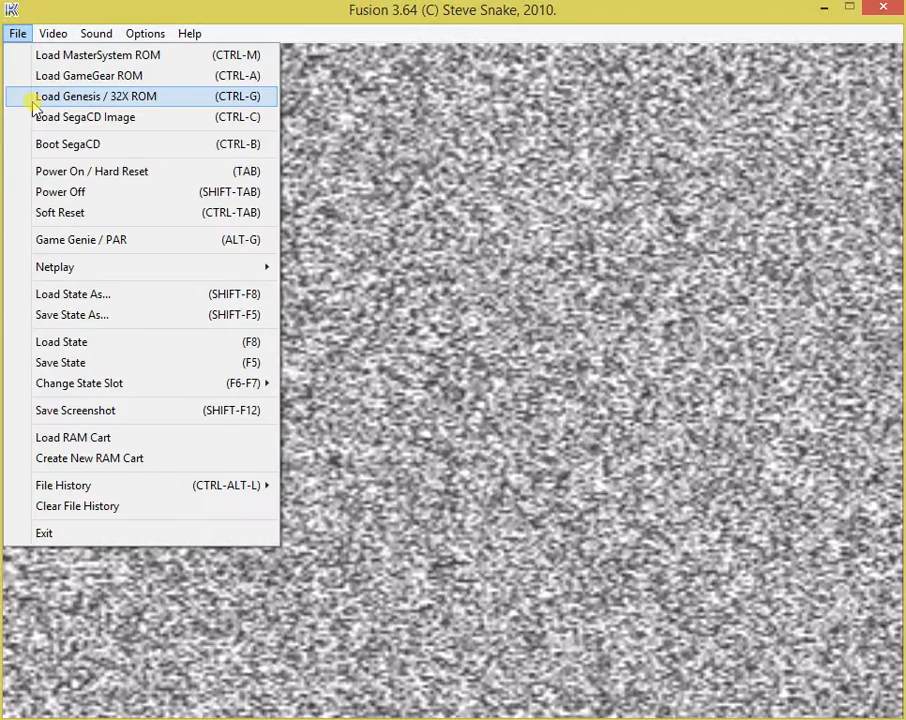 Fusion 3.64 (C) Steve Snake, 2010.
File Video Sound Options Help
Load MasterSystem ROM (CTRL-M)
Load GameGear ROM (CTRL-A)
Load Genesis / 32X ROM (CTRL-G)
Load SegaCD Image (CTRL-C)
Boot SegaCD (CTRL-B)
Power On / Hard Reset (TAB)
Power Off (SHIFT-TAB)
Soft Reset (CTRL-TAB)
Game Genie / PAR (ALT-G)
Netplay
Load State As... (SHIFT-F8)
Save State As... (SHIFT-F5)
Load State (F8)
Save State (F5)
Change State Slot (F6-F7)
Save Screenshot (SHIFT-F12)
Load RAM Cart
Create New RAM Cart
File History (CTRL-ALT-L)
Clear File History
Exit